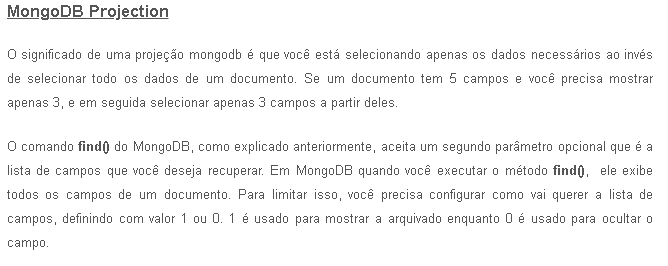 MongoDB Projection
O significado de uma projeção mongodb é que você está selecionando apenas os dados necessários ao invés
de selecionar todo os dados de um documento. Se um documento tem 5 campos e você precisa mostrar
apenas 3, e em seguida selecionar apenas 3 campos a partir deles.
O comando find() do MongoDB, como explicado anteriormente, aceita um segundo parâmetro opcional que é a
lista de campos que você deseja recuperar. Em MongoDB quando você executar o método find(), ele exibe
todos os campos de um documento. Para limitar isso, você precisa configurar como vai querer a lista de
campos, definindo com valor 1 ou 0. 1 é usado para mostrar a arquivado enquanto 0 é usado para ocultar o
campo.